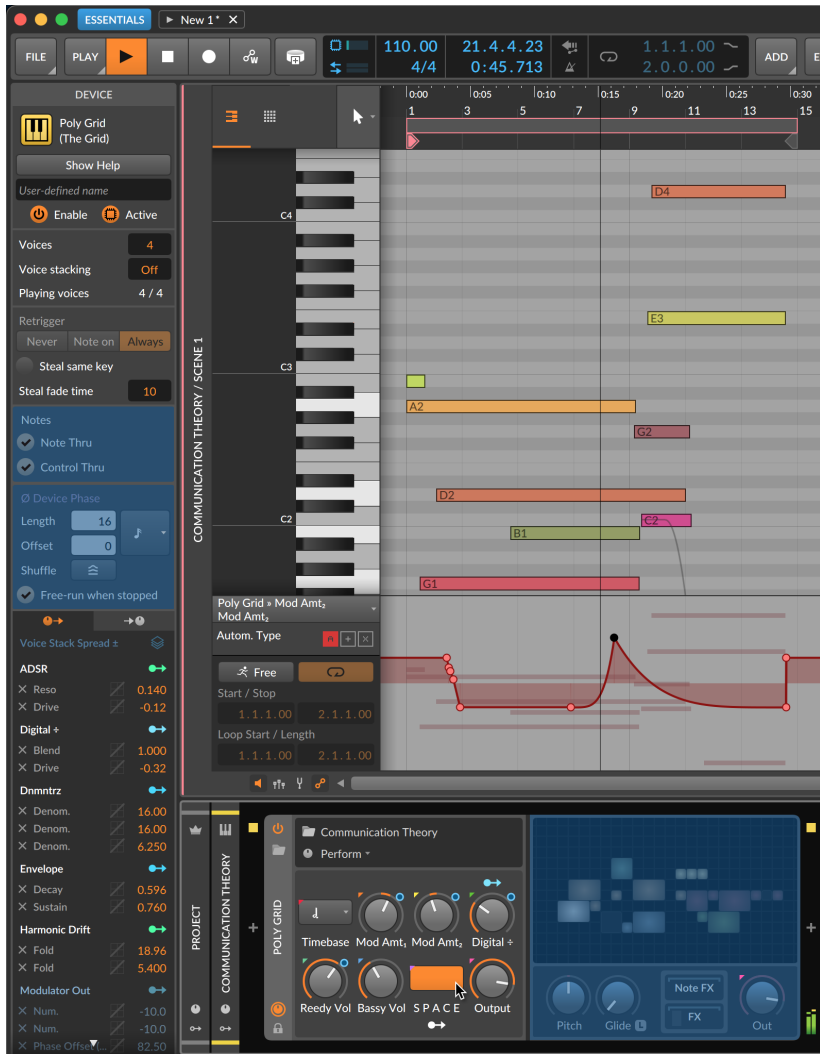 ESSENTIALS
New 1*
FILE
PLAY
W
110.00
4/4
21.4.4.23
0:45.713
1.1.1.00
2.0.0.00
ADD
E
DEVICE
Poly Grid
(The Grid)
Show Help
User-defined name
Enable
Active
Voices 4
Voice stacking Off
Playing voices 4 / 4
Retrigger
Never Note on Always
Steal same key
Steal fade time 10
Notes
Note Thru
Control Thru
Ø Device Phase
Length 16
Offset 0
Shuffle
Free-run when stopped
Voice Stack Spread ±
ADSR
Reso 0.140
Drive -0.12
Digital ÷
Blend 1.000
Drive -0.32
Dnmntrz
Denom. 16.00
Denom. 16.00
Denom. 6.250
Envelope
Decay 0.596
Sustain 0.760
Harmonic Drift
Fold 18.96
Fold 5.400
Modulator Out
Num. -10.0
Num. -10.0
Phase Offset (... 82.50
COMMUNICATION THEORY / SCENE 1
0:00 0:05 0:10 0:15 0:20 0:25 0:30
1 3 5 7 9 11 13 15
C4
C3
C2
D4
E3
A2
G2
D2
C2
B1
G1
Poly Grid » Mod Amt₂
Mod Amt₂
Autom. Type
Free
Start / Stop
1.1.1.00 2.1.1.00
Loop Start / Length
1.1.1.00 2.1.1.00
PROJECT
COMMUNICATION THEORY
POLY GRID
Communication Theory
Perform
Timebase Mod Amt₁ Mod Amt₂ Digital ÷
Reedy Vol Bassy Vol S P A C E Output
Pitch
Glide L
Note FX
FX
Out